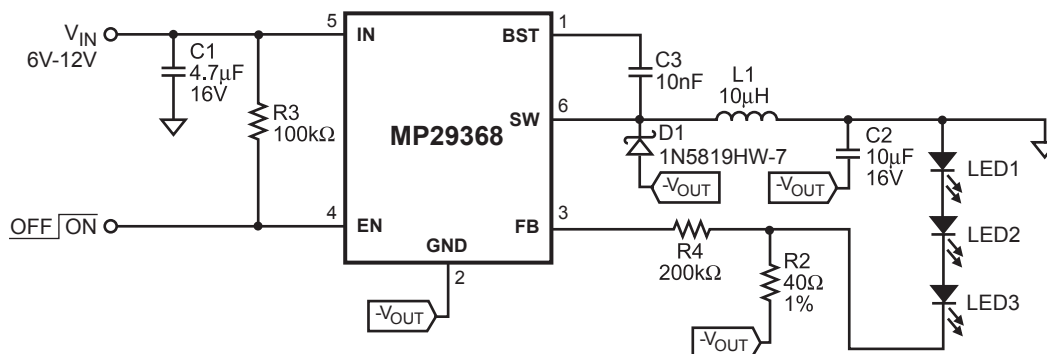 VIN
6V-12V
C1
4.7μF
16V
R3
100kΩ
OFF ON
5
IN
4
EN
MP29368
GND
2
-VOUT
BST
1
SW
6
FB
3
C3
10nF
L1
10μH
D1
1N5819HW-7
-VOUT
C2
10μF
16V
-VOUT
R4
200kΩ
R2
40Ω
1%
-VOUT
LED1
LED2
LED3